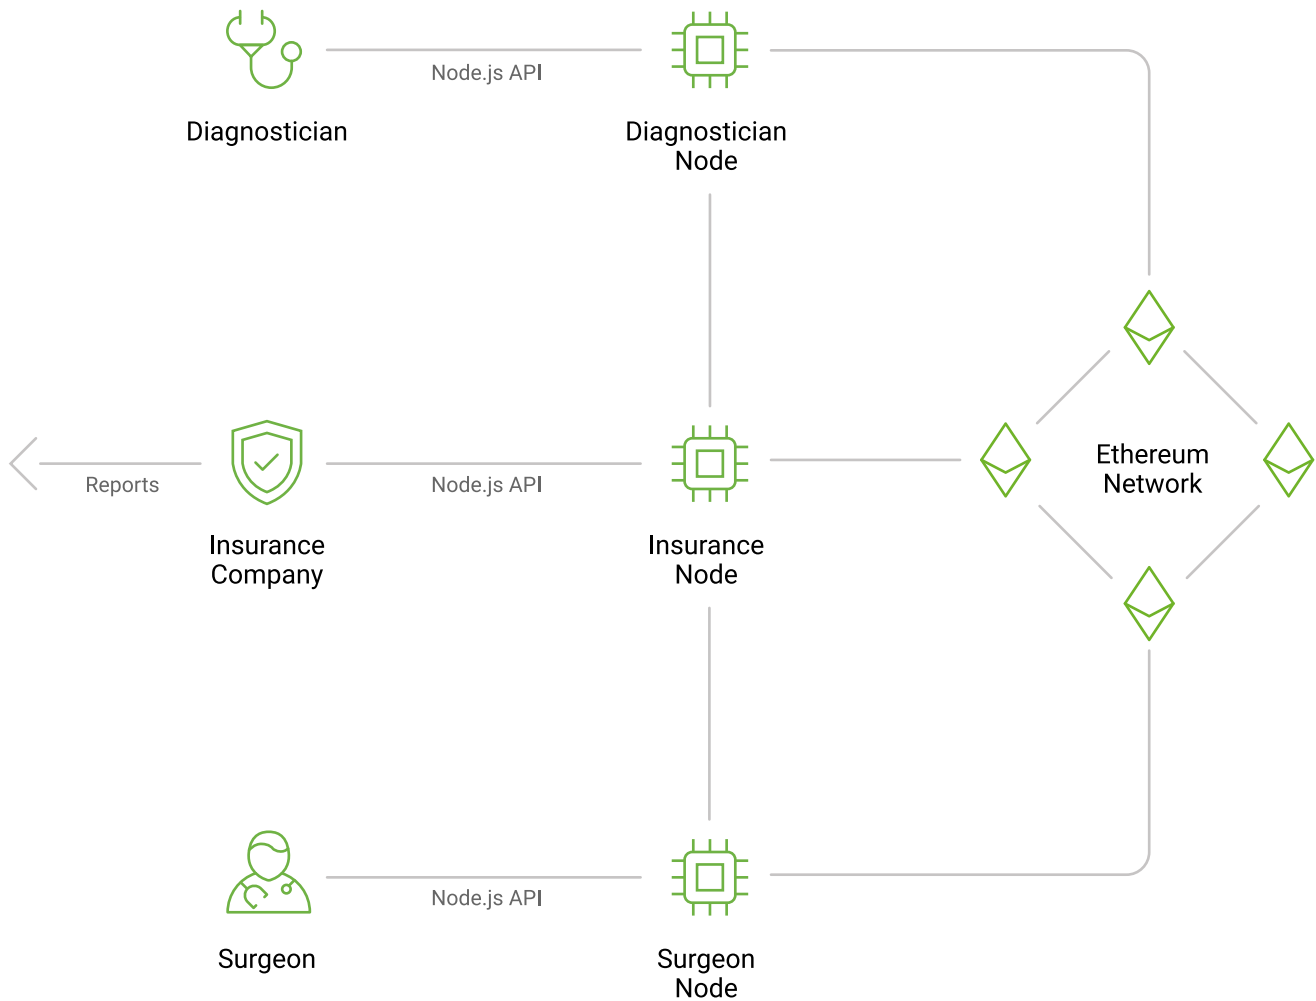 Node.js API
Diagnostician
Diagnostician
Node
Ethereum
Network
Reports
Node.js API
Insurance
Company
Insurance
Node
Node.js API
Surgeon
Surgeon
Node